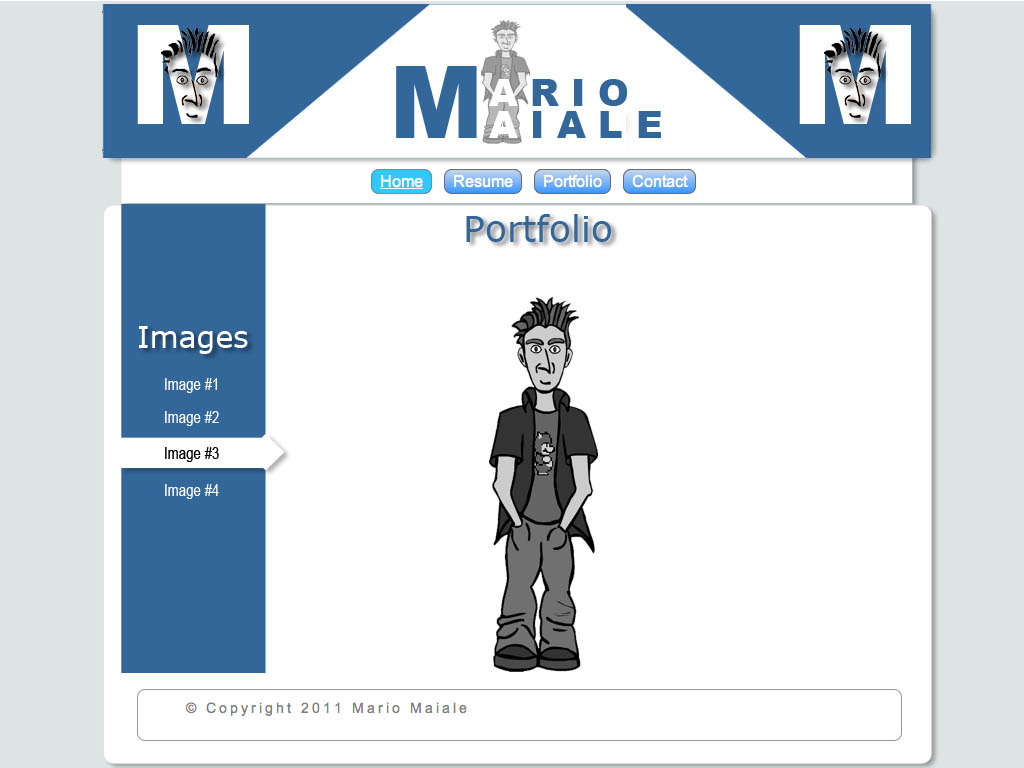 M M
MARIO
MAIALE
Home Resume Portfolio Contact
Portfolio
Images
Image #1
Image #2
Image #3
Image #4
© Copyright 2011 Mario Maiale